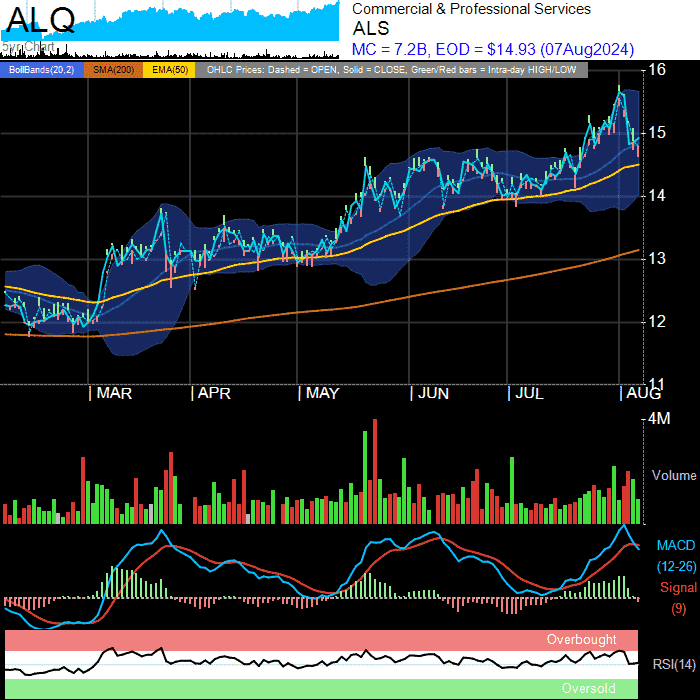 ALQ
5yr Chart
Commercial & Professional Services
ALS
MC = 7.2B, EOD = $14.93 (07Aug2024)
BollBands(20,2) SMA(200) EMA(50) OHLC Prices: Dashed = OPEN, Solid = CLOSE, Green/Red bars = Intra-day HIGH/LOW
16
15
14
13
12
11
| MAR | APR | MAY | JUN | JUL | AUG
4M
Volume
MACD
(12-26)
Signal
(9)
Overbought
RSI(14)
Oversold